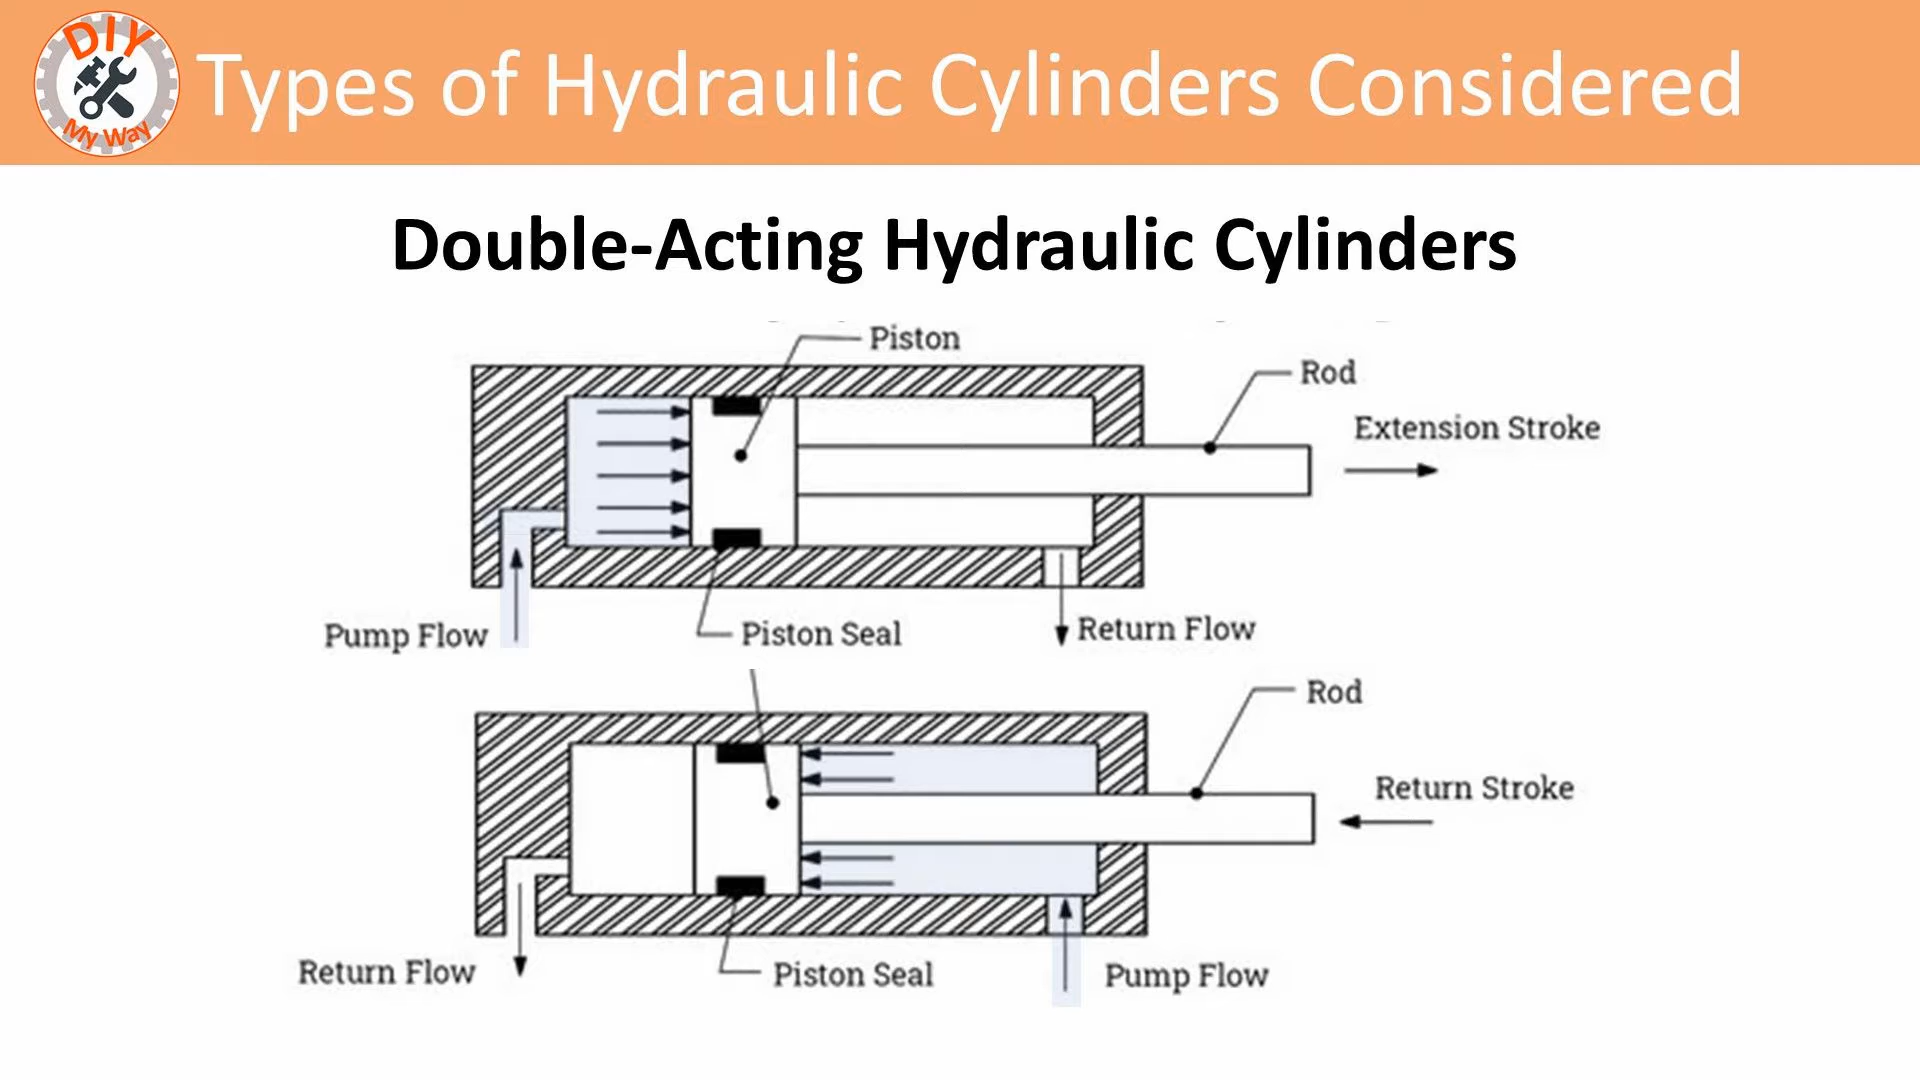 DIY
My Way
Types of Hydraulic Cylinders Considered
Double-Acting Hydraulic Cylinders
Piston
Rod
Extension Stroke
Pump Flow
Piston Seal
Return Flow
Rod
Return Stroke
Return Flow
Piston Seal
Pump Flow